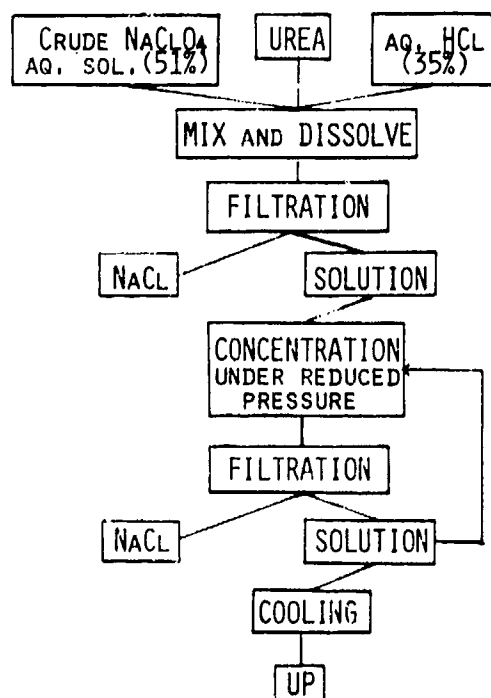 CRUDE NACLO4
AQ. SOL. (51%)
UREA
AQ. HCL
(35%)
MIX AND DISSOLVE
FILTRATION
NACL
SOLUTION
CONCENTRATION
UNDER REDUCED
PRESSURE
FILTRATION
NACL
SOLUTION
COOLING
UP